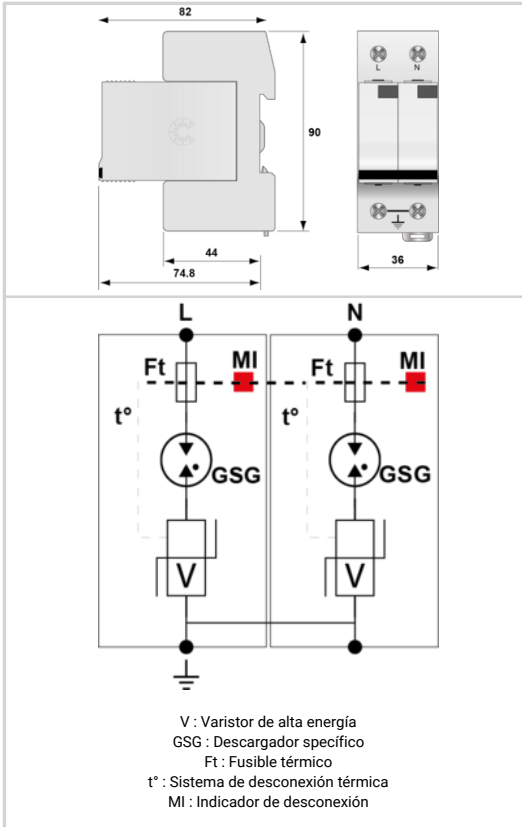 82
L N
90
44
74.8
36
L N
Ft MI Ft MI
t° t°
GSG GSG
V V
V : Varistor de alta energía
GSG : Descargador specífico
Ft : Fusible térmico
t° : Sistema de desconexión térmica
MI : Indicador de desconexión